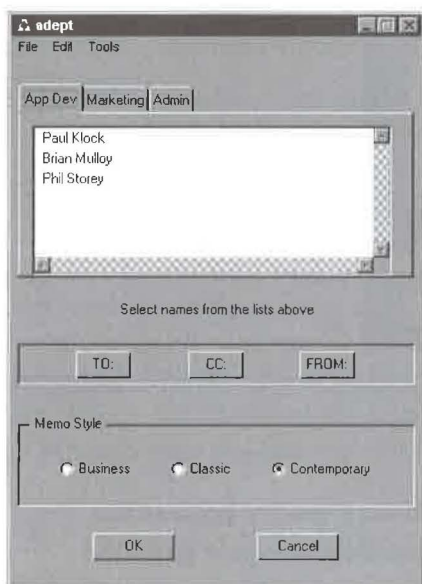 adept
File Edit Tools
App Dev Marketing Admin
Paul Klock
Brian Mulloy
Phil Storey
Select names from the lists above
TO: CC: FROM:
Memo Style
Business Classic Contemporary
OK Cancel